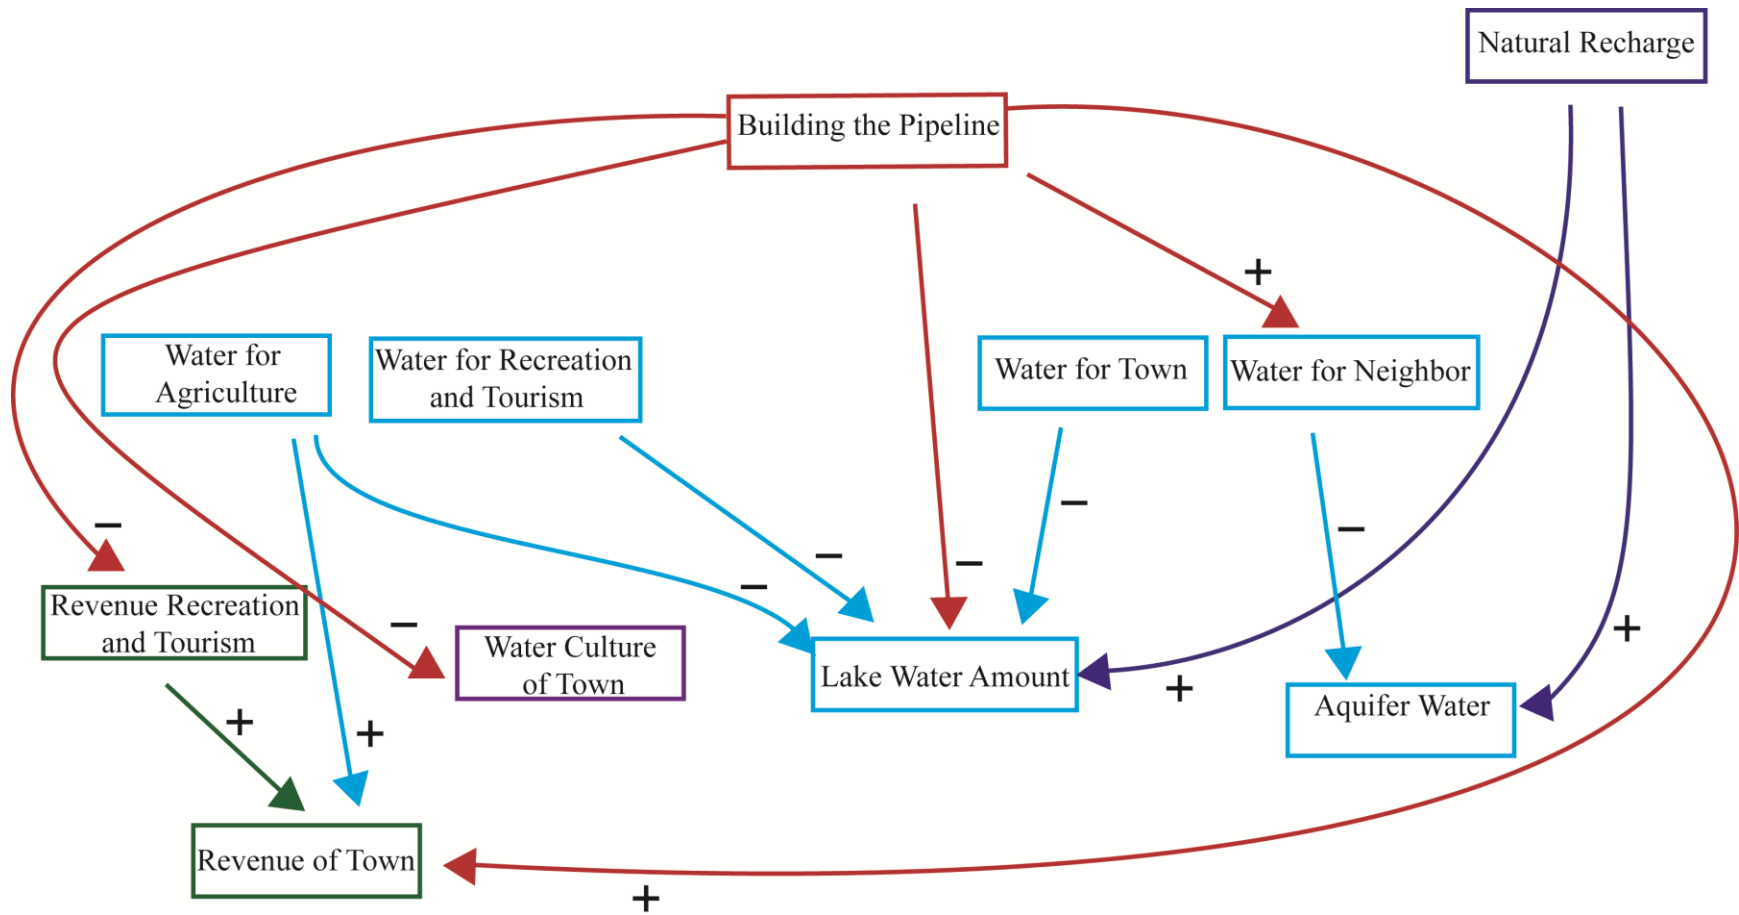 Natural Recharge
Building the Pipeline
+
Water for
Agriculture
Water for Recreation
and Tourism
Water for Town
Water for Neighbor
−
−
−
−
−
−
−
Revenue Recreation
and Tourism
Water Culture
of Town
Lake Water Amount
Aquifer Water
+
+
+
+
Revenue of Town
+